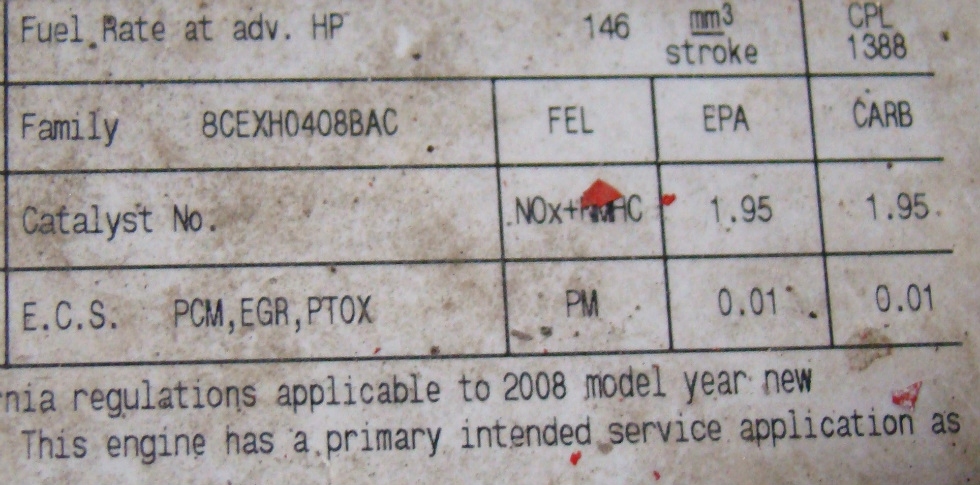 Fuel Rate at adv. HP 146 mm3 stroke CPL 1388
Family 8CEXH0408BAC FEL EPA CARB
Catalyst No. NOx+NMHC 1.95 1.95
E.C.S. PCM,EGR,PTOX PM 0.01 0.01
nia regulations applicable to 2008 model year new
This engine has a primary intended service application as